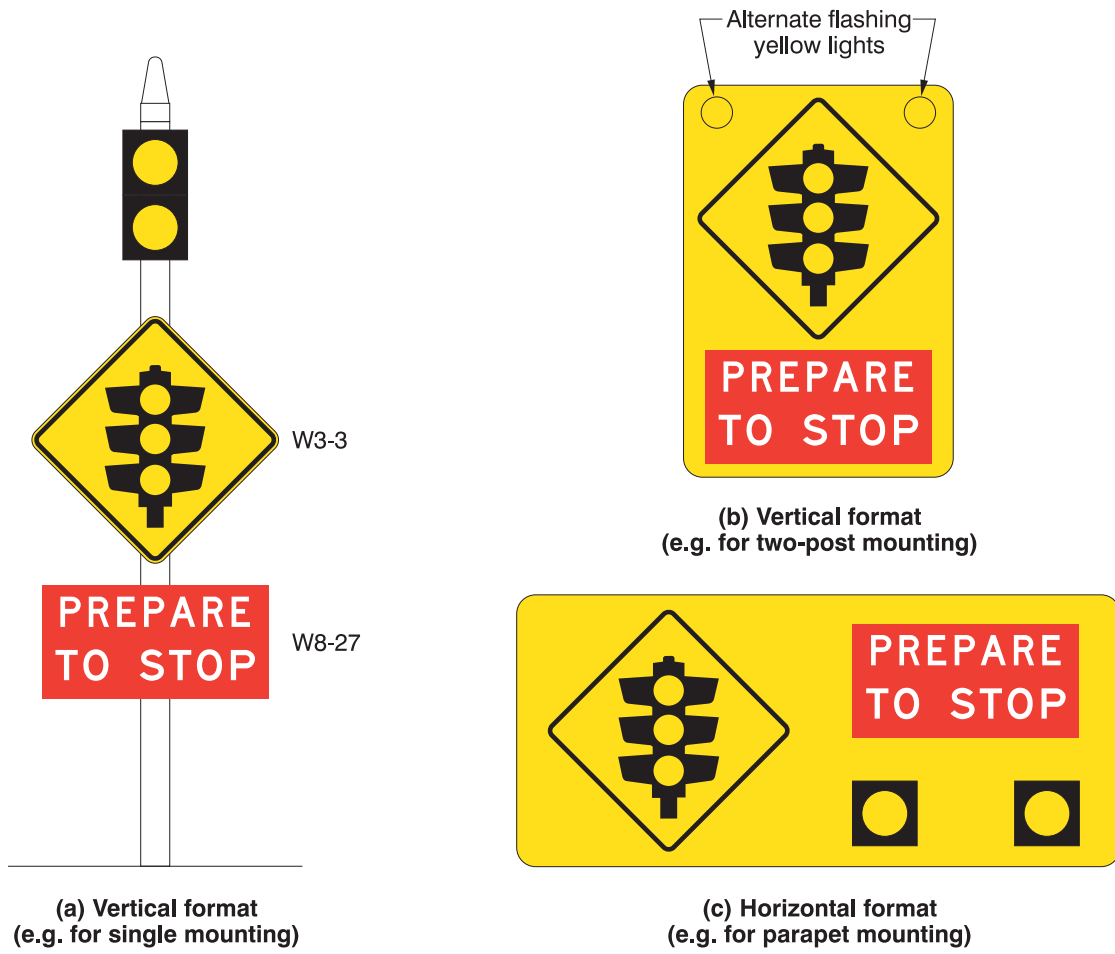 W3-3
PREPARE
TO STOP
W8-27
(a) Vertical format
(e.g. for single mounting)
Alternate flashing
yellow lights
PREPARE
TO STOP
(b) Vertical format
(e.g. for two-post mounting)
PREPARE
TO STOP
(c) Horizontal format
(e.g. for parapet mounting)